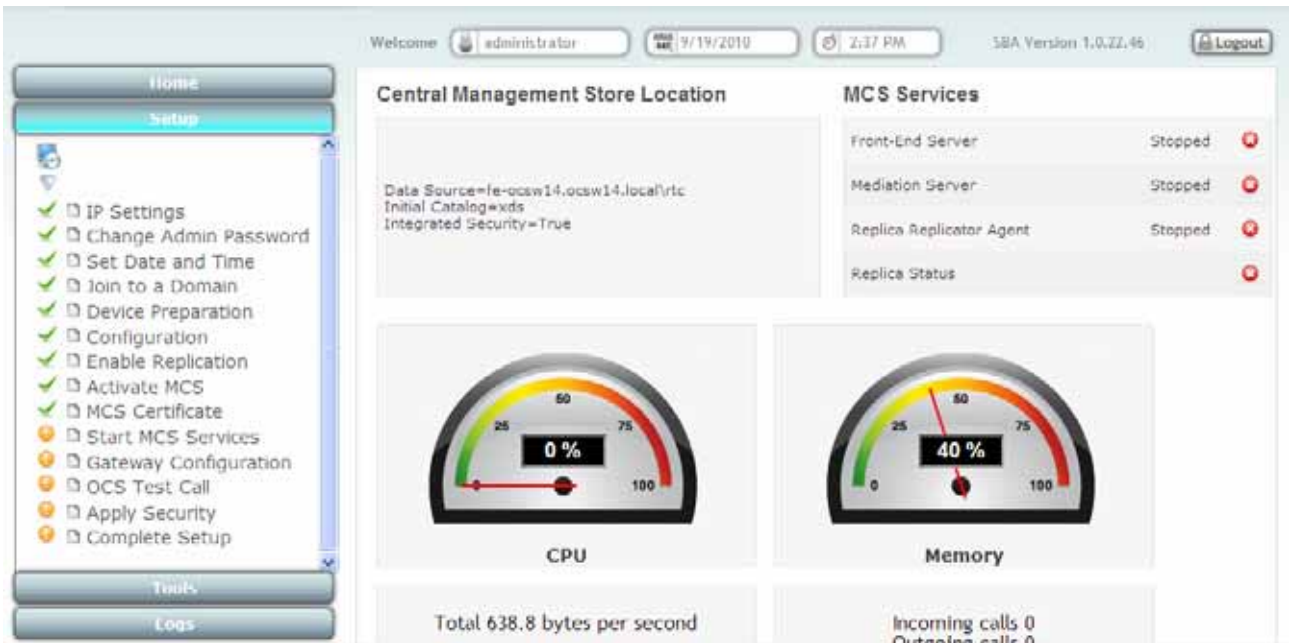 Welcome administrator 9/19/2010 2:37 PM SBA Version 1.0.22.46 Logout
Home
Setup
IP Settings
Change Admin Password
Set Date and Time
Join to a Domain
Device Preparation
Configuration
Enable Replication
Activate MCS
MCS Certificate
Start MCS Services
Gateway Configuration
OCS Test Call
Apply Security
Complete Setup
Tools
Logs
Central Management Store Location
Data Source=fe-ocsw14.ocsw14.local\rtc
Initial Catalog=xds
Integrated Security=True
MCS Services
Front-End Server Stopped
Mediation Server Stopped
Replica Replicator Agent Stopped
Replica Status
0 25 50 75 100
0 %
CPU
0 25 50 75 100
40 %
Memory
Total 638.8 bytes per second
Incoming calls 0
Outgoing calls 0